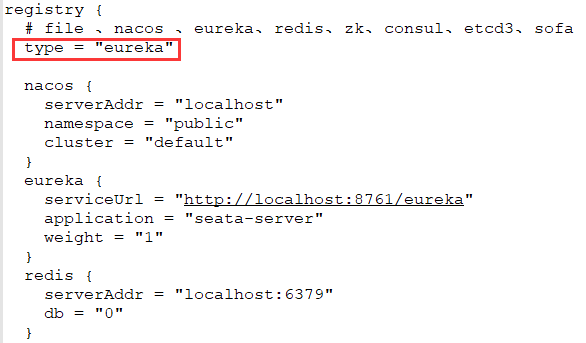 registry {
# file 、nacos 、eureka、redis、zk、consul、etcd3、sofa
type = "eureka"
nacos {
serverAddr = "localhost"
namespace = "public"
cluster = "default"
}
eureka {
serviceUrl = "http://localhost:8761/eureka"
application = "seata-server"
weight = "1"
}
redis {
serverAddr = "localhost:6379"
db = "0"
}